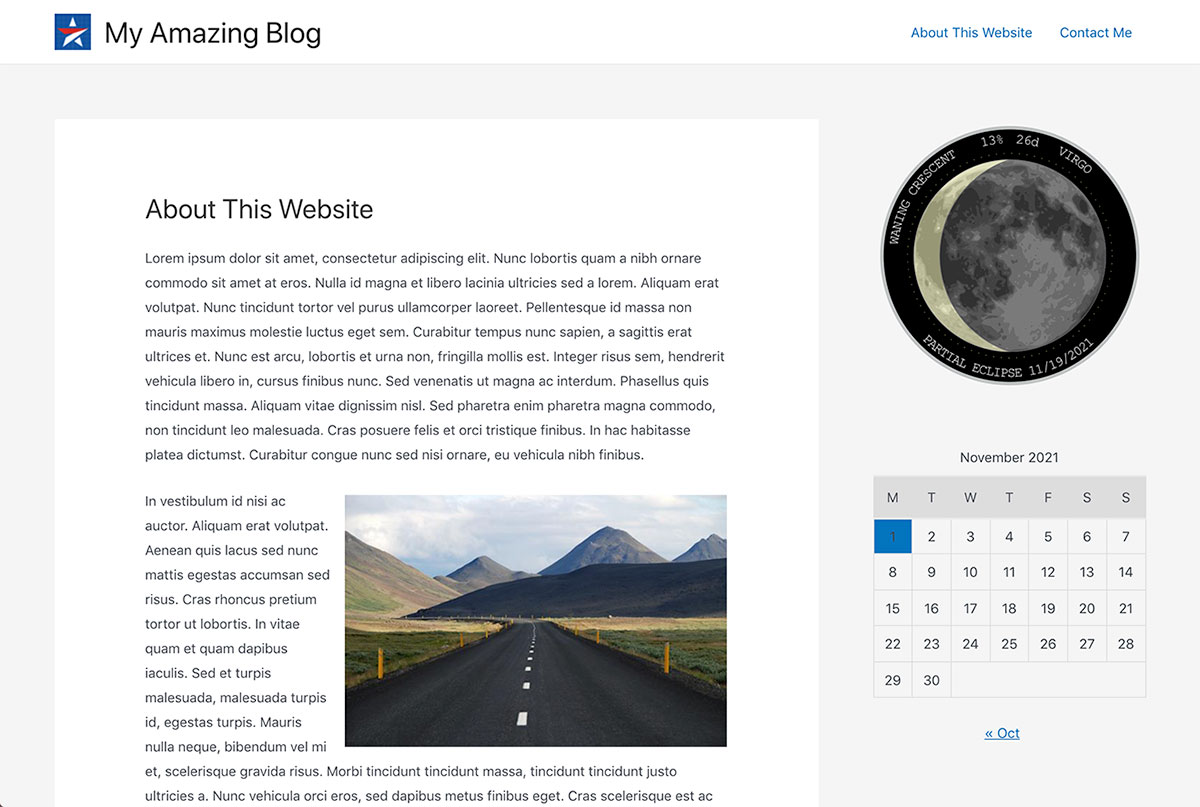 My Amazing Blog
About This Website
Contact Me
About This Website
Lorem ipsum dolor sit amet, consectetur adipiscing elit. Nunc lobortis quam a nibh ornare
commodo sit amet at eros. Nulla id magna et libero lacinia ultricies sed a lorem. Aliquam erat
volutpat. Nunc tincidunt tortor vel purus ullamcorper laoreet. Pellentesque id massa non
mauris maximus molestie luctus eget sem. Curabitur tempus nunc sapien, a sagittis erat
ultrices et. Nunc est arcu, lobortis et urna non, fringilla mollis est. Integer risus sem, hendrerit
vehicula libero in, cursus finibus nunc. Sed venenatis ut magna ac interdum. Phasellus quis
tincidunt massa. Aliquam vitae dignissim nisl. Sed pharetra enim pharetra magna commodo,
non tincidunt leo malesuada. Cras posuere felis et orci tristique finibus. In hac habitasse
platea dictumst. Curabitur congue nunc sed nisi ornare, eu vehicula nibh finibus.
In vestibulum id nisi ac
auctor. Aliquam erat volutpat.
Aenean quis lacus sed nunc
mattis egestas accumsan sed
risus. Cras rhoncus pretium
tortor ut lobortis. In vitae
quam et quam dapibus
iaculis. Sed et turpis
malesuada, malesuada turpis
id, egestas turpis. Mauris
nulla neque, bibendum vel mi
et, scelerisque gravida risus. Morbi tincidunt tincidunt massa, tincidunt tincidunt justo
ultricies a. Nunc vehicula orci eros, sed dapibus metus finibus eget. Cras scelerisque est ac
WANING CRESCENT 13% 26d VIRGO
PARTIAL ECLIPSE 11/19/2021
November 2021
M T W T F S S
1 2 3 4 5 6 7
8 9 10 11 12 13 14
15 16 17 18 19 20 21
22 23 24 25 26 27 28
29 30
« Oct